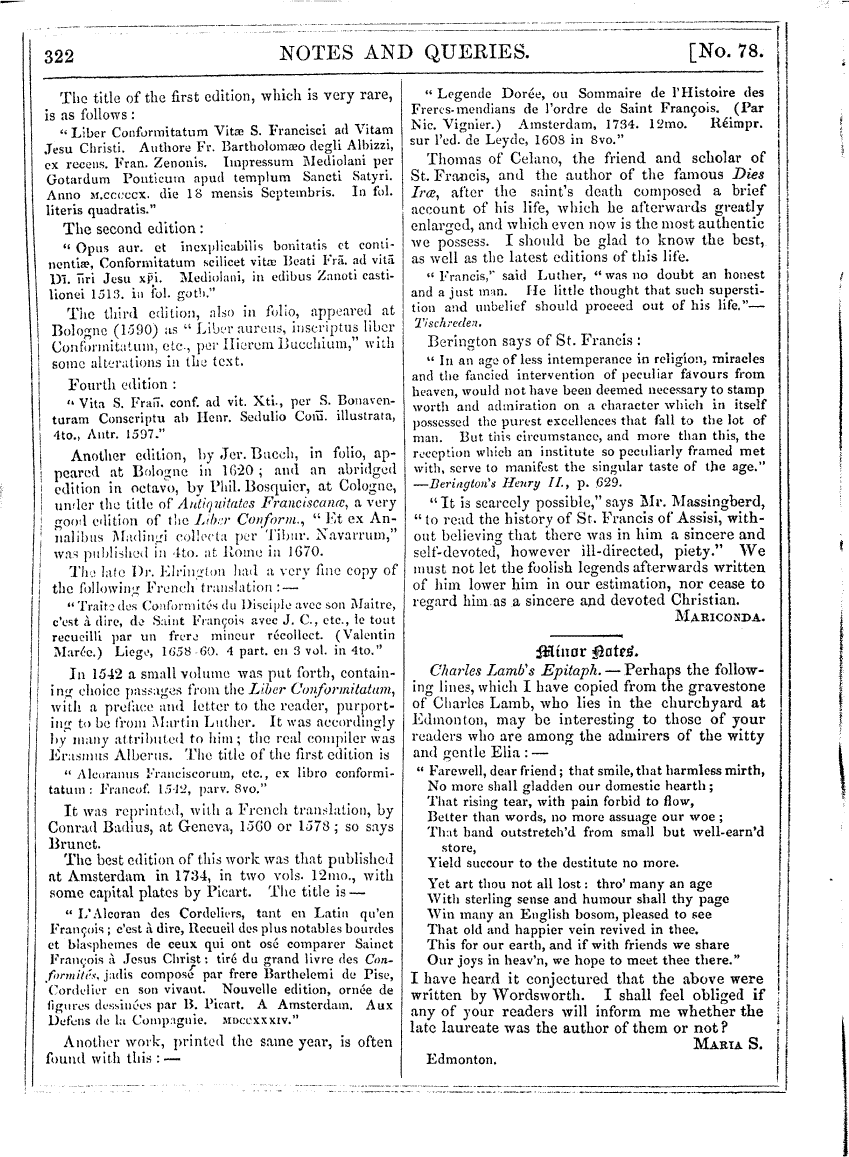 322
NOTES AND QUERIES.
[No. 78.
The title of the first edition, which is very rare,
is as follows:
"Liber Conformitatum Vitæ S. Francisci ad Vitam
Jesu Christi. Authore Fr. Bartholomæo degli Albizzi,
ex recens. Fran. Zenonis. Impressum Mediolani per
Gotardum Ponticum apud templum Sancti Satyri.
Anno M.CCCCCX. die 18 mensis Septembris. In fol.
literis quadratis."
The second edition:
"Opus aur. et inexplicabilis bonitatis et conti-
nentiæ, Conformitatum scilicet vitæ Beati Frā. ad vitā
Dī. n̄ri Jesu xp̄i. Mediolani, in edibus Zanoti casti-
lionei 1513. in fol. goth."
The third edition, also in folio, appeared at
Bologne (1590) as "Liber aureus, inscriptus liber
Conformitatum, etc., per Hierem Bucchium," with
some alterations in the text.
Fourth edition:
"Vita S. Frañ. conf. ad vit. Xti., per S. Bonaven-
turam Conscriptu ab Henr. Sedulio Com̄. illustrata,
4to., Antr. 1597."
Another edition, by Jer. Bucch, in folio, ap-
peared at Bologne in 1620; and an abridged
edition in octavo, by Phil. Bosquier, at Cologne,
under the title of Antiquitates Franciscanæ, a very
good edition of the Liber Conform., "Et ex An-
nalibus Madingi collecta per Tibur. Navarrum,"
was published in 4to. at Rome in 1670.
The late Dr. Elrington had a very fine copy of
the following French translation:—
"Traite des Conformités du Disciple avec son Maitre,
c'est à dire, de Saint François avec J. C., etc., le tout
recueilli par un frere mineur récollect. (Valentin
Marée.) Liege, 1658-60. 4 part. en 3 vol. in 4to."
In 1542 a small volume was put forth, contain-
ing choice passages from the Liber Conformitatum,
with a preface and letter to the reader, purport-
ing to be from Martin Luther. It was accordingly
by many attributed to him; the real compiler was
Erasmus Alberus. The title of the first edition is
"Alcoranus Franciscorum, etc., ex libro conformi-
tatum: Francof. 1542, parv. 8vo."
It was reprinted, with a French translation, by
Conrad Badius, at Geneva, 1560 or 1578; so says
Brunet.
The best edition of this work was that published
at Amsterdam in 1734, in two vols. 12mo., with
some capital plates by Picart. The title is—
"L'Alcoran des Cordeliers, tant en Latin qu'en
François; c'est à dire, Recueil des plus notables bourdes
et blasphemes de ceux qui ont osé comparer Sainct
François à Jesus Christ: tiré du grand livre des Con-
formités, jadis composé par frere Barthelemi de Pise,
Cordelier en son vivant. Nouvelle edition, ornée de
figures dessinées par B. Picart. A Amsterdam. Aux
Defens de la Compagnie. MDCCXXXIV."
Another work, printed the same year, is often
found with this:—
"Legende Dorée, ou Sommaire de l'Histoire des
Freres-mendians de l'ordre de Saint François. (Par
Nic. Vignier.) Amsterdam, 1734. 12mo. Réimpr.
sur l'ed. de Leyde, 1608 in 8vo."
Thomas of Celano, the friend and scholar of
St. Francis, and the author of the famous Dies
Iræ, after the saint's death composed a brief
account of his life, which he afterwards greatly
enlarged, and which even now is the most authentic
we possess. I should be glad to know the best,
as well as the latest editions of this life.
"Francis," said Luther, "was no doubt an honest
and a just man. He little thought that such supersti-
tion and unbelief should proceed out of his life."—
Tischreden.
Berington says of St. Francis:
"In an age of less intemperance in religion, miracles
and the fancied intervention of peculiar favours from
heaven, would not have been deemed necessary to stamp
worth and admiration on a character which in itself
possessed the purest excellences that fall to the lot of
man. But this circumstance, and more than this, the
reception which an institute so peculiarly framed met
with, serve to manifest the singular taste of the age."
—Berington's Henry II., p. 629.
"It is scarcely possible," says Mr. Massingberd,
"to read the history of St. Francis of Assisi, with-
out believing that there was in him a sincere and
self-devoted, however ill-directed, piety." We
must not let the foolish legends afterwards written
of him lower him in our estimation, nor cease to
regard him as a sincere and devoted Christian.
MARICONDA.
Minor Notes.
Charles Lamb's Epitaph.—Perhaps the follow-
ing lines, which I have copied from the gravestone
of Charles Lamb, who lies in the churchyard at
Edmonton, may be interesting to those of your
readers who are among the admirers of the witty
and gentle Elia:—
"Farewell, dear friend; that smile, that harmless mirth,
No more shall gladden our domestic hearth;
That rising tear, with pain forbid to flow,
Better than words, no more assuage our woe;
That hand outstretch'd from small but well-earn'd
store,
Yield succour to the destitute no more.
Yet art thou not all lost: thro' many an age
With sterling sense and humour shall thy page
Win many an English bosom, pleased to see
That old and happier vein revived in thee.
This for our earth, and if with friends we share
Our joys in heav'n, we hope to meet thee there."
I have heard it conjectured that the above were
written by Wordsworth. I shall feel obliged if
any of your readers will inform me whether the
late laureate was the author of them or not?
MARIA S.
Edmonton.